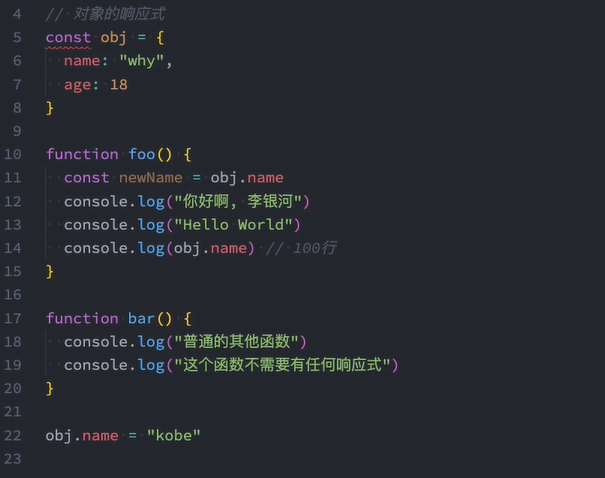 4 // 对象的响应式
5 const obj = {
6   name: "why",
7   age: 18
8 }
9
10 function foo() {
11   const newName = obj.name
12   console.log("你好啊, 李银河")
13   console.log("Hello World")
14   console.log(obj.name) // 100行
15 }
16
17 function bar() {
18   console.log("普通的其他函数")
19   console.log("这个函数不需要有任何响应式")
20 }
21
22 obj.name = "kobe"
23